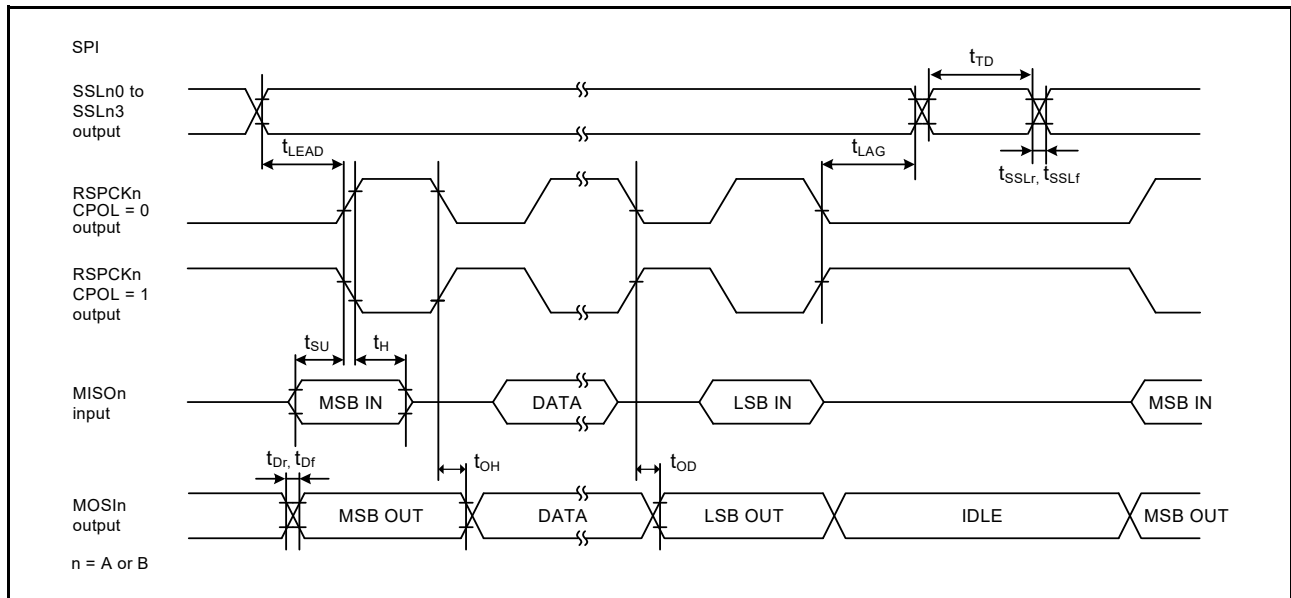 SPI
SSLn0 to
SSLn3
output
tTD
tLEAD
tLAG
tSSLr, tSSLf
RSPCKn
CPOL = 0
output
RSPCKn
CPOL = 1
output
tSU
tH
MISOn
input
MSB IN
DATA
LSB IN
MSB IN
tDr, tDf
tOH
tOD
MOSIn
output
MSB OUT
DATA
LSB OUT
IDLE
MSB OUT
n = A or B